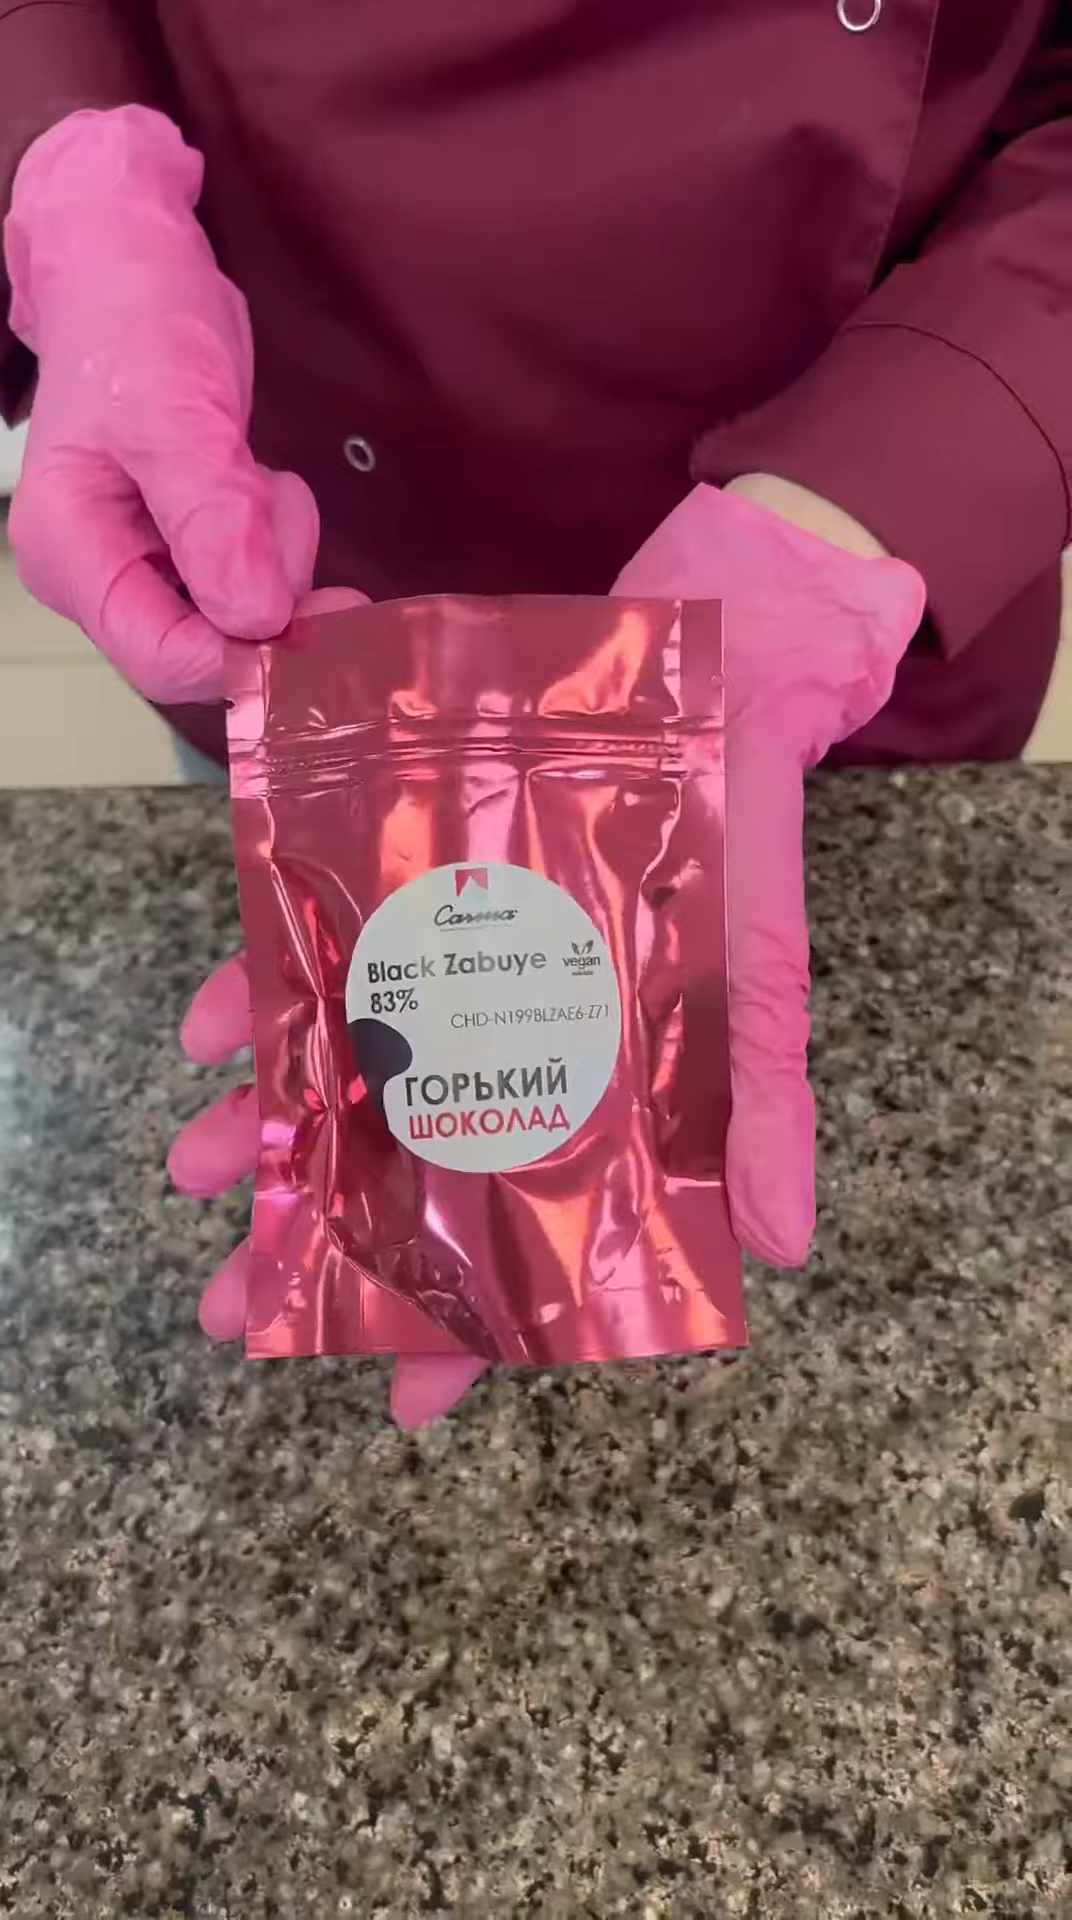 Carma
Black Zabuye
vegan
83%
CHD-N199BLZAE6-Z71
ГОРЬКИЙ
ШОКОЛАД